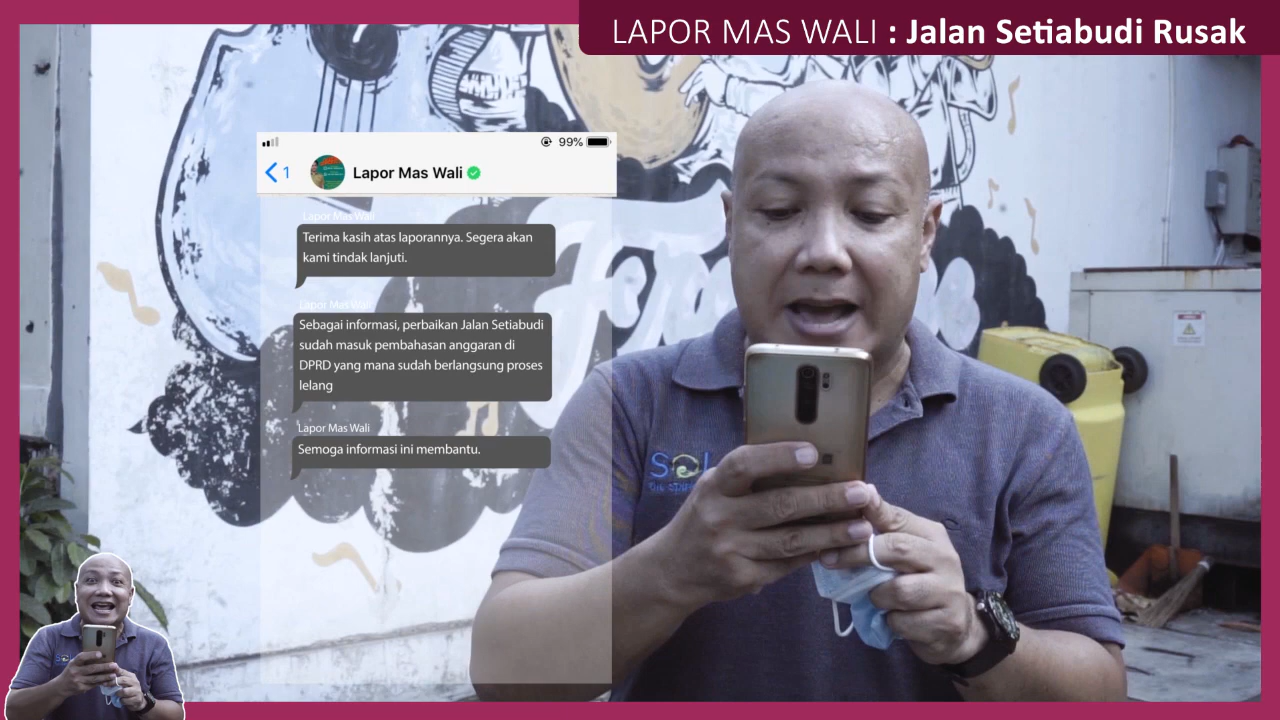 LAPOR MAS WALI : Jalan Setiabudi Rusak
99%
1
Lapor Mas Wali
Lapor Mas Wali
Terima kasih atas laporannya. Segera akan
kami tindak lanjuti.
Lapor Mas Wali
Sebagai informasi, perbaikan Jalan Setiabudi
sudah masuk pembahasan anggaran di
DPRD yang mana sudah berlangsung proses
lelang
Lapor Mas Wali
Semoga informasi ini membantu.